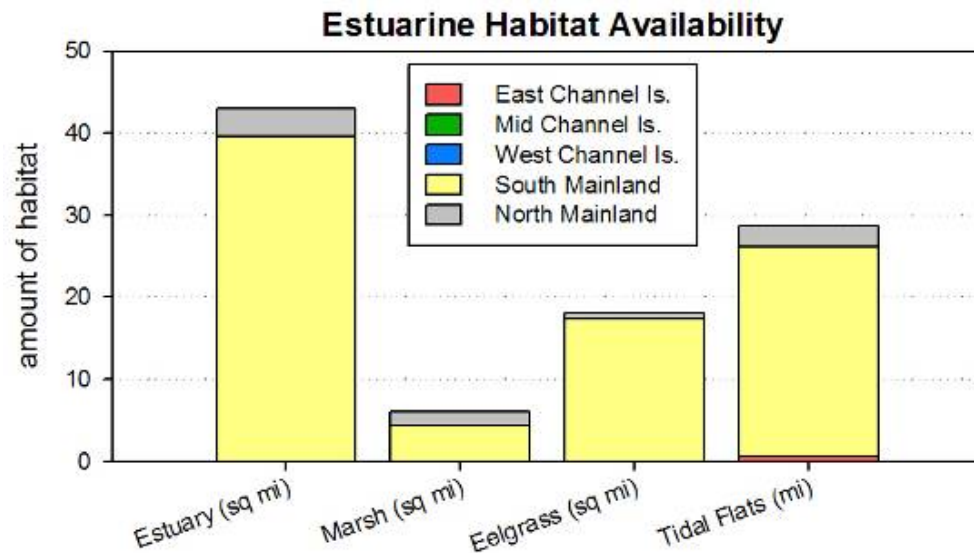 Estuarine Habitat Availability
50
40
30
20
10
0
amount of habitat
East Channel Is.
Mid Channel Is.
West Channel Is.
South Mainland
North Mainland
Estuary (sq mi)
Marsh (sq mi)
Eelgrass (sq mi)
Tidal Flats (mi)